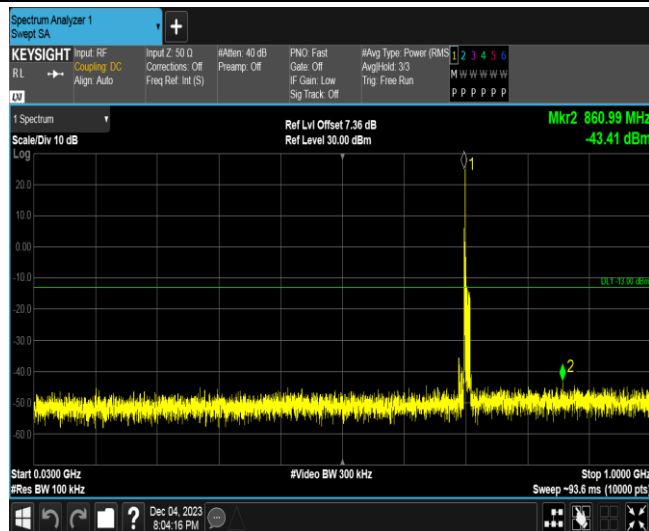 Spectrum Analyzer 1
Swept SA
KEYSIGHT
RL
Input: RF
Coupling: DC
Align: Auto
Input Z: 50 Ω
Corrections: Off
Freq Ref: Int (S)
#Atten: 40 dB
Preamp: Off
PNO: Fast
Gate: Off
IF Gain: Low
Sig Track: Off
#Avg Type: Power (RMS
Avg|Hold: 3/3
Trig: Free Run
1 2 3 4 5 6
M W W W W W
P P P P P P
1 Spectrum
Scale/Div 10 dB
Log
Ref Lvl Offset 7.36 dB
Ref Level 30.00 dBm
Mkr2 860.99 MHz
-43.41 dBm
1
20.0
10.0
0.00
-10.0
DL1 -13.00 dBm
-20.0
-30.0
-40.0
2
-50.0
-60.0
Start 0.0300 GHz
#Res BW 100 kHz
#Video BW 300 kHz
Stop 1.0000 GHz
Sweep ~93.6 ms (10000 pts)
?
Dec 04, 2023
8:04:16 PM